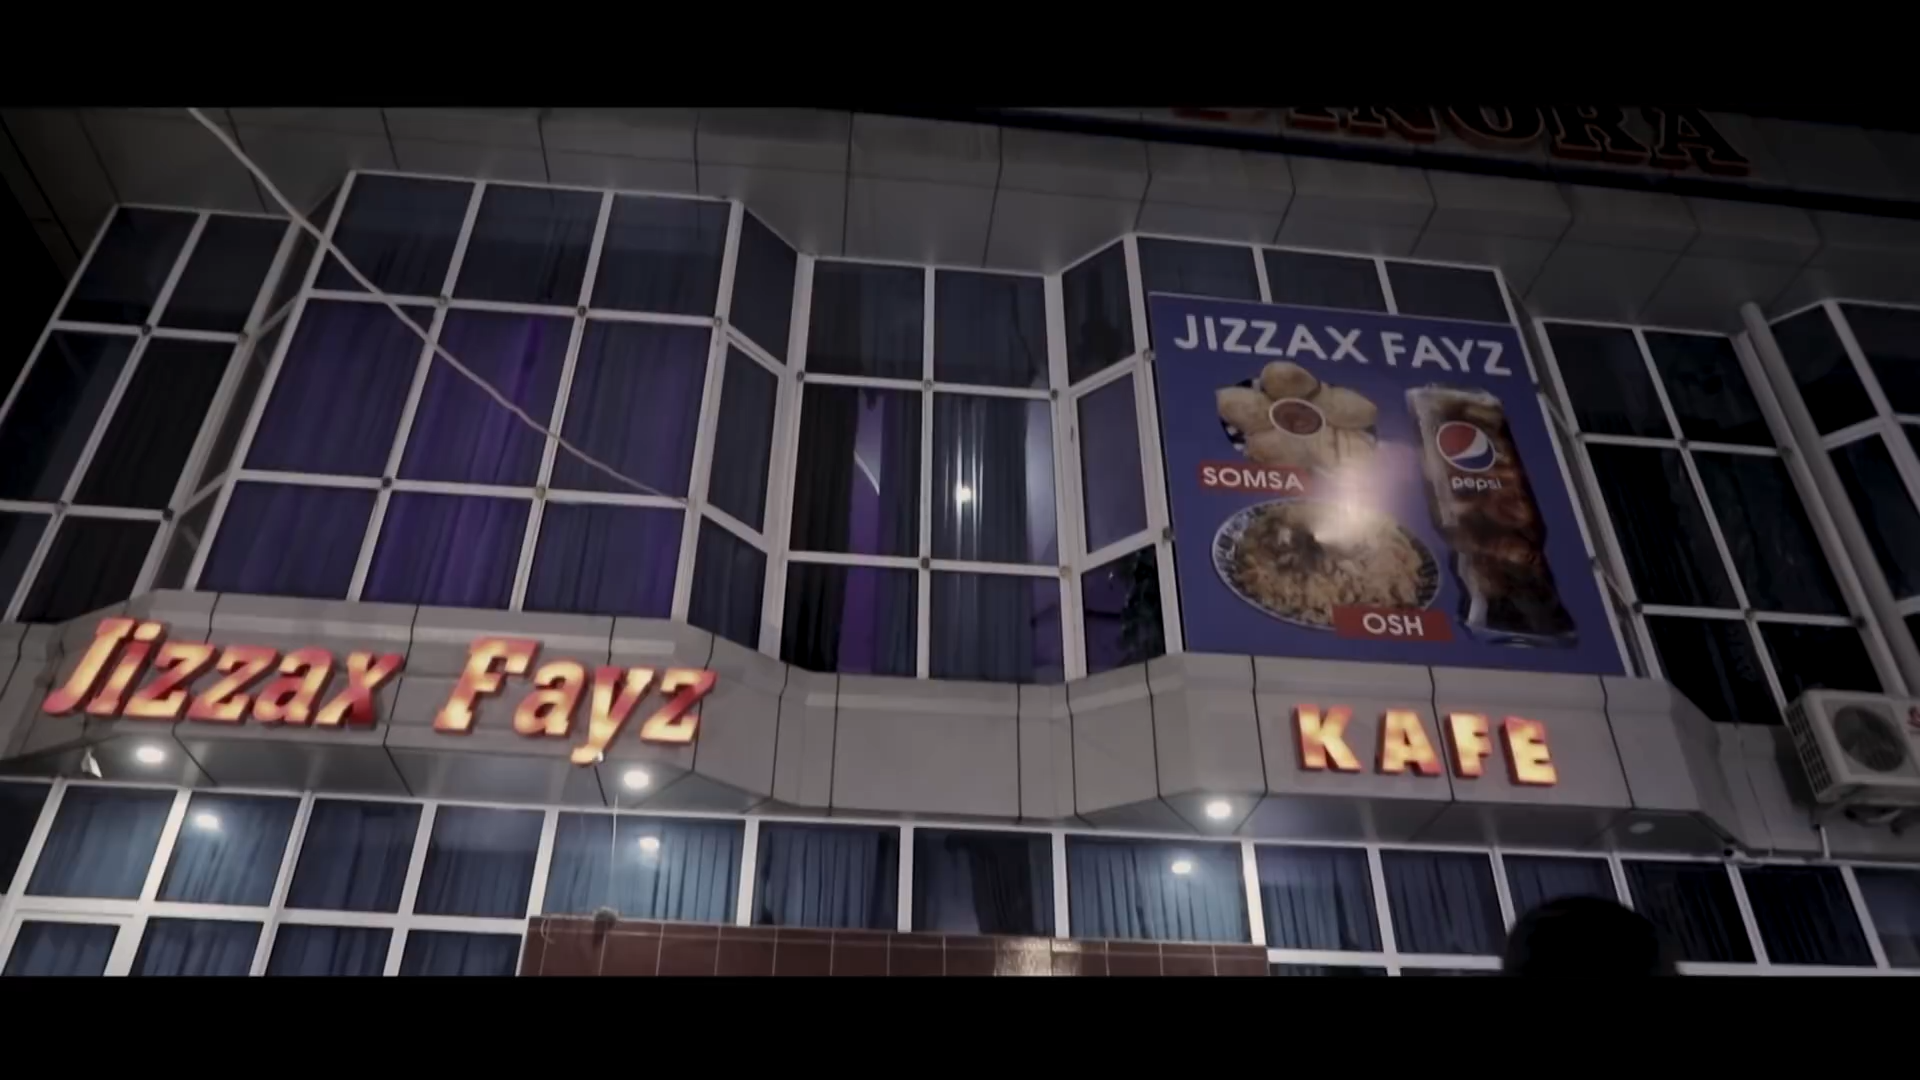 JIZZAX FAYZ
SOMSA
pepsi
OSH
Jizzax Fayz
KAFE